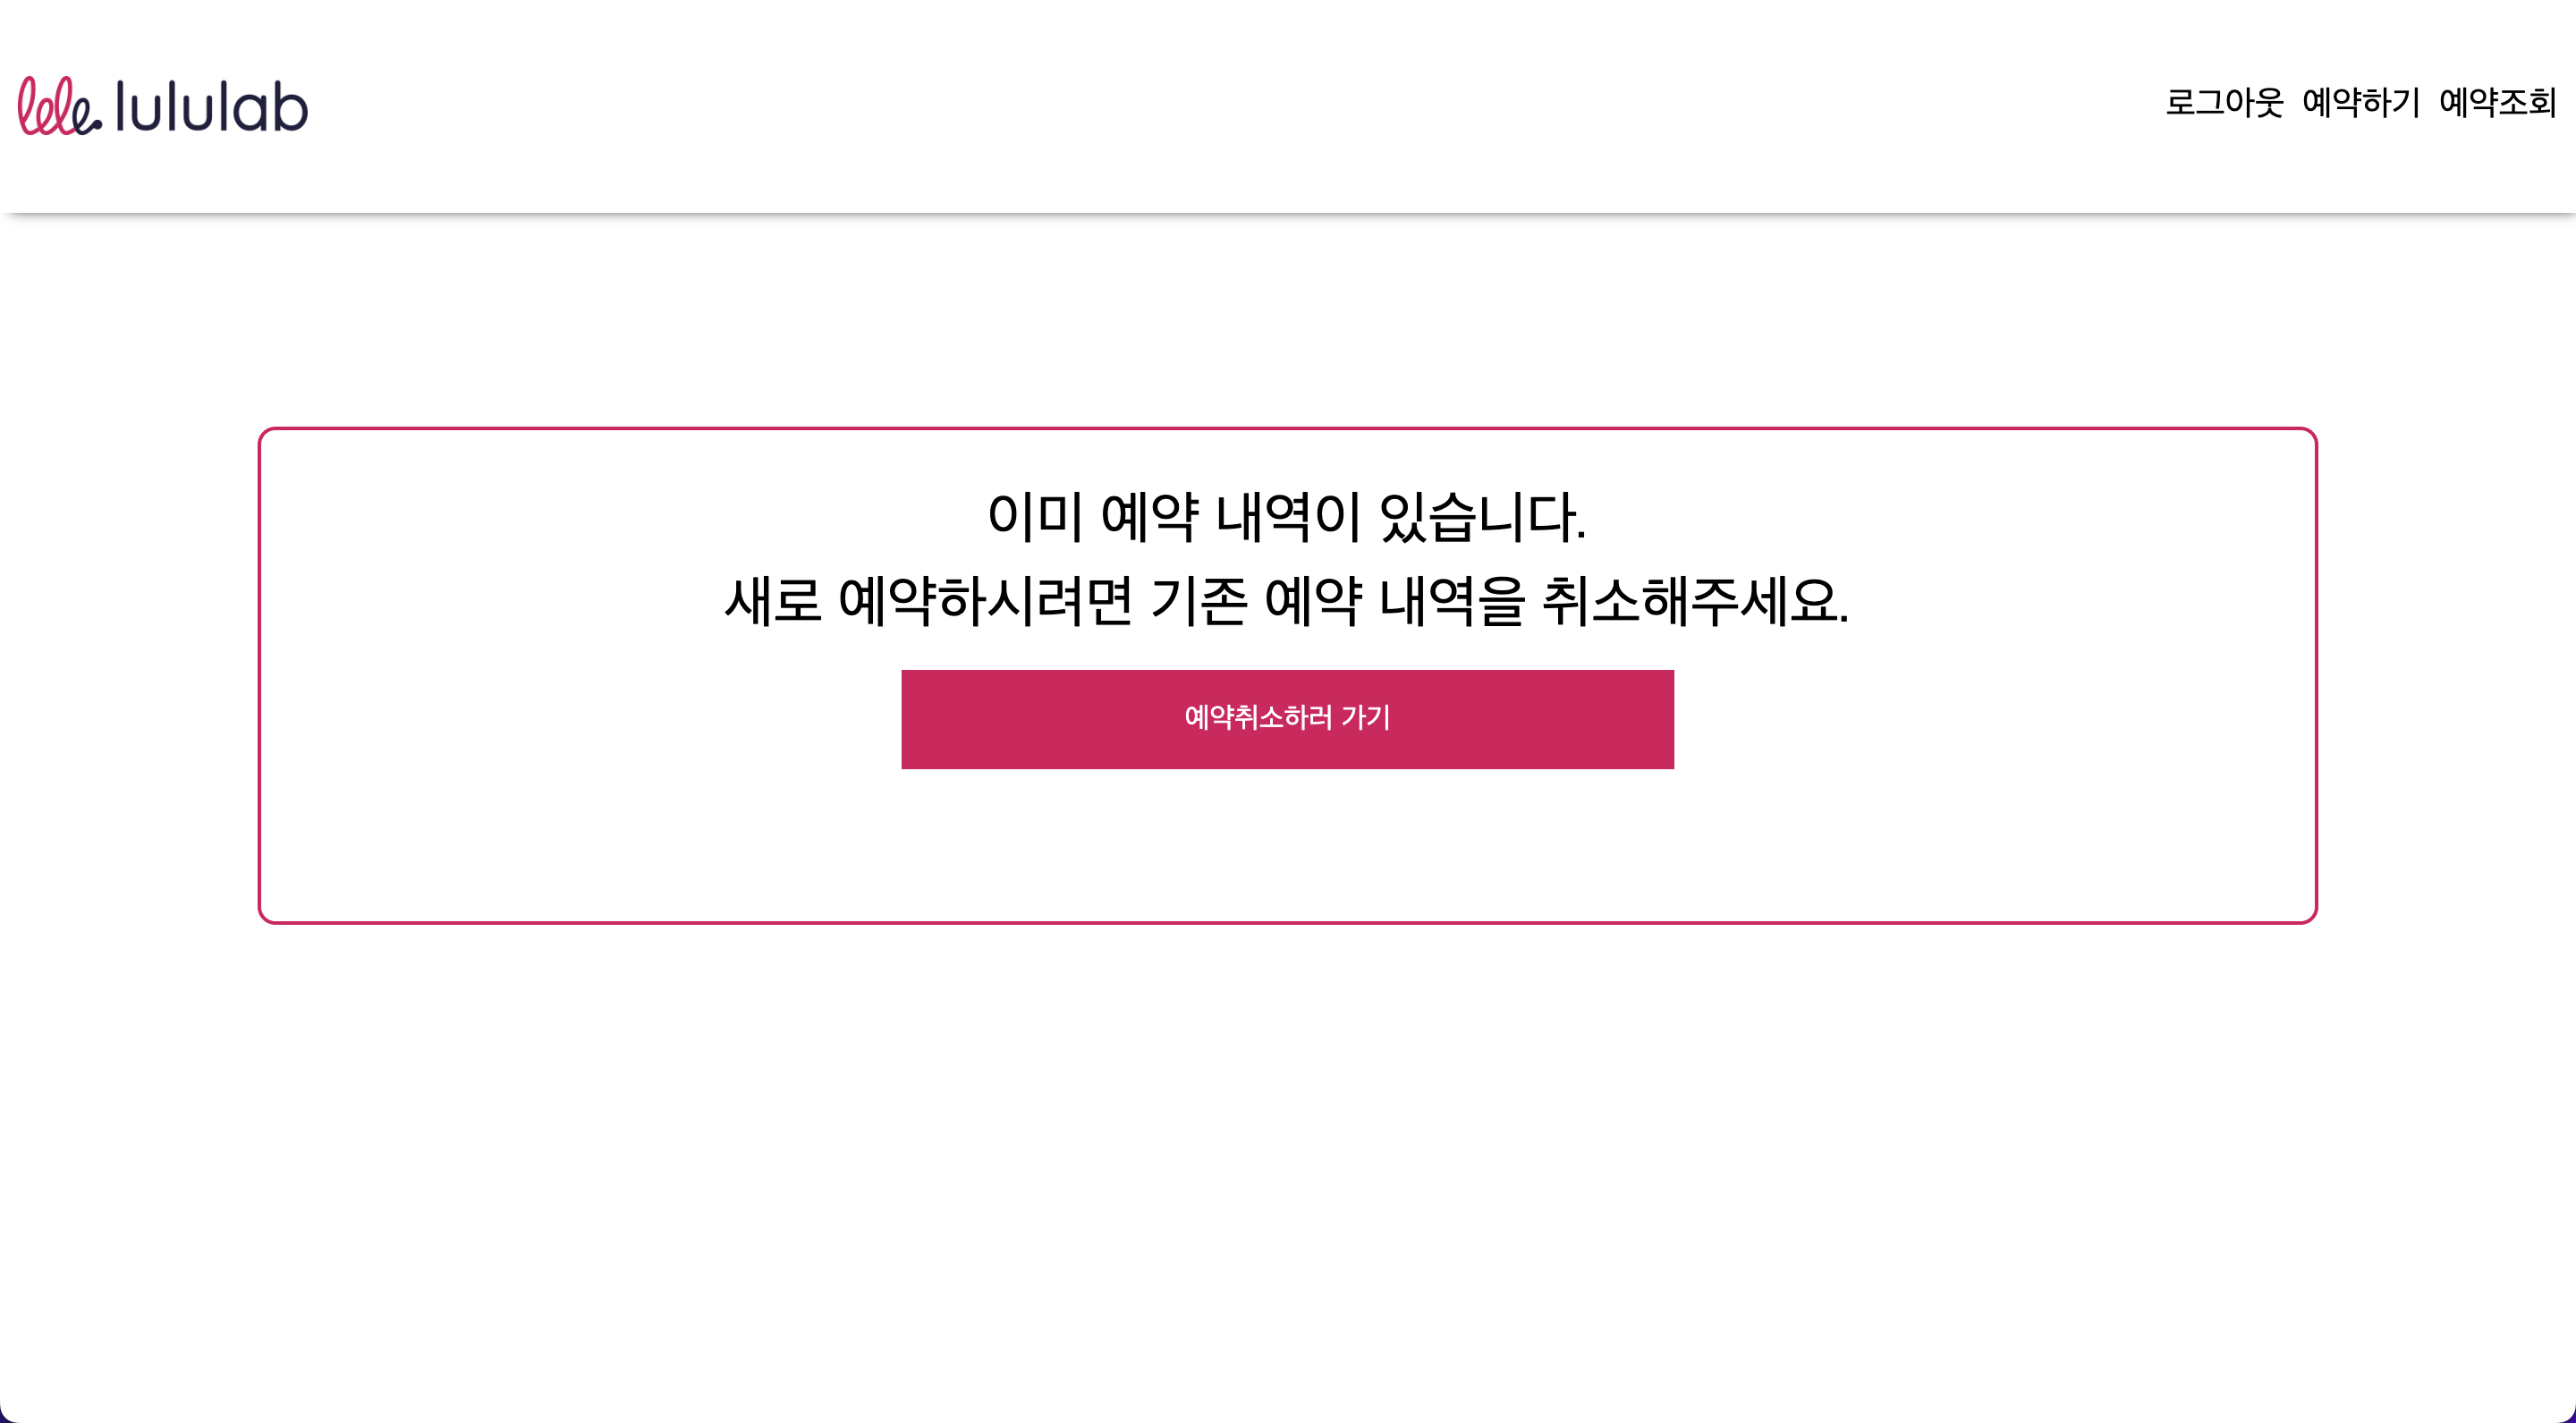 lululab
로그아웃 예약하기 예약조회
이미 예약 내역이 있습니다.
새로 예약하시려면 기존 예약 내역을 취소해주세요.
예약취소하러 가기